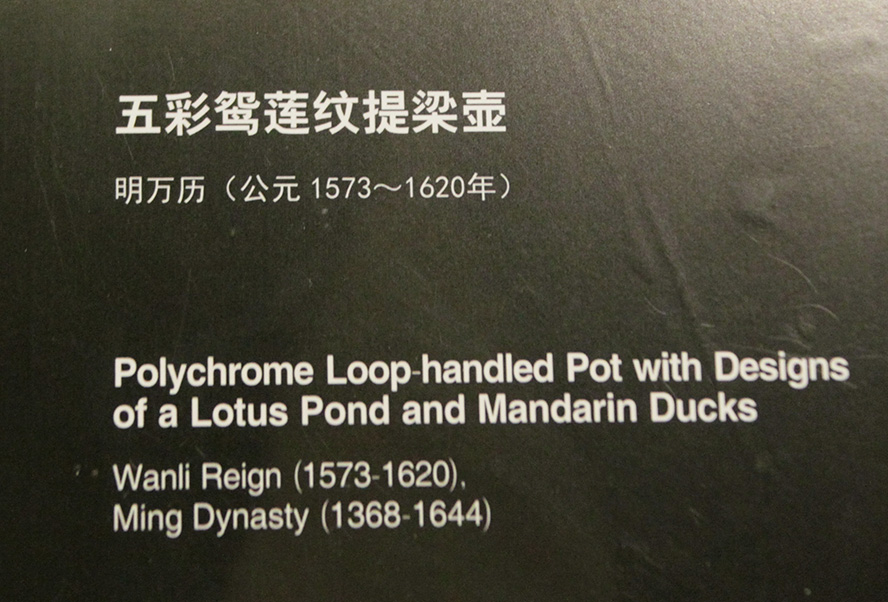 五彩鸳莲纹提梁壶
明万历（公元 1573～1620年）
Polychrome Loop-handled Pot with Designs
of a Lotus Pond and Mandarin Ducks
Wanli Reign (1573-1620),
Ming Dynasty (1368-1644)